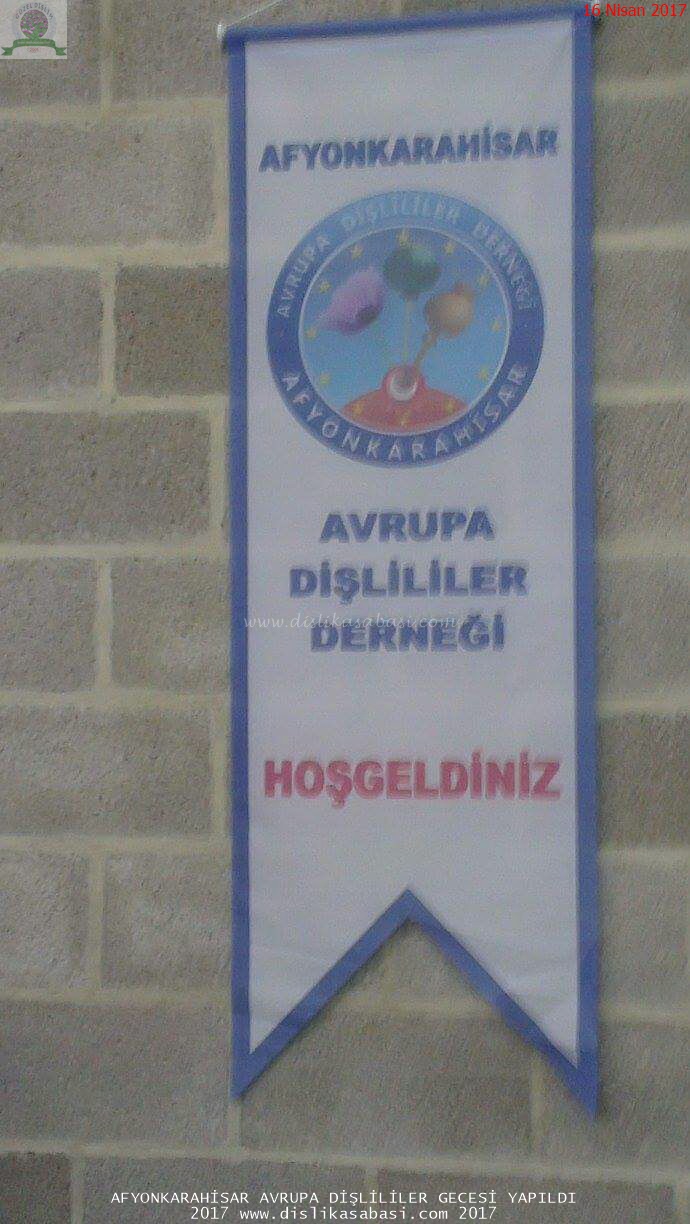 16 Nisan 2017
AFYONKARAHİSAR
AVRUPA DİŞLİLİLER DERNEĞİ
AFYONKARAHİSAR
AVRUPA
DİŞLİLİLER
DERNEĞİ
www.dislikasabasi.com
HOŞGELDİNİZ
AFYONKARAHİSAR AVRUPA DİŞLİLİLER GECESİ YAPILDI
2017 www.dislikasabasi.com 2017